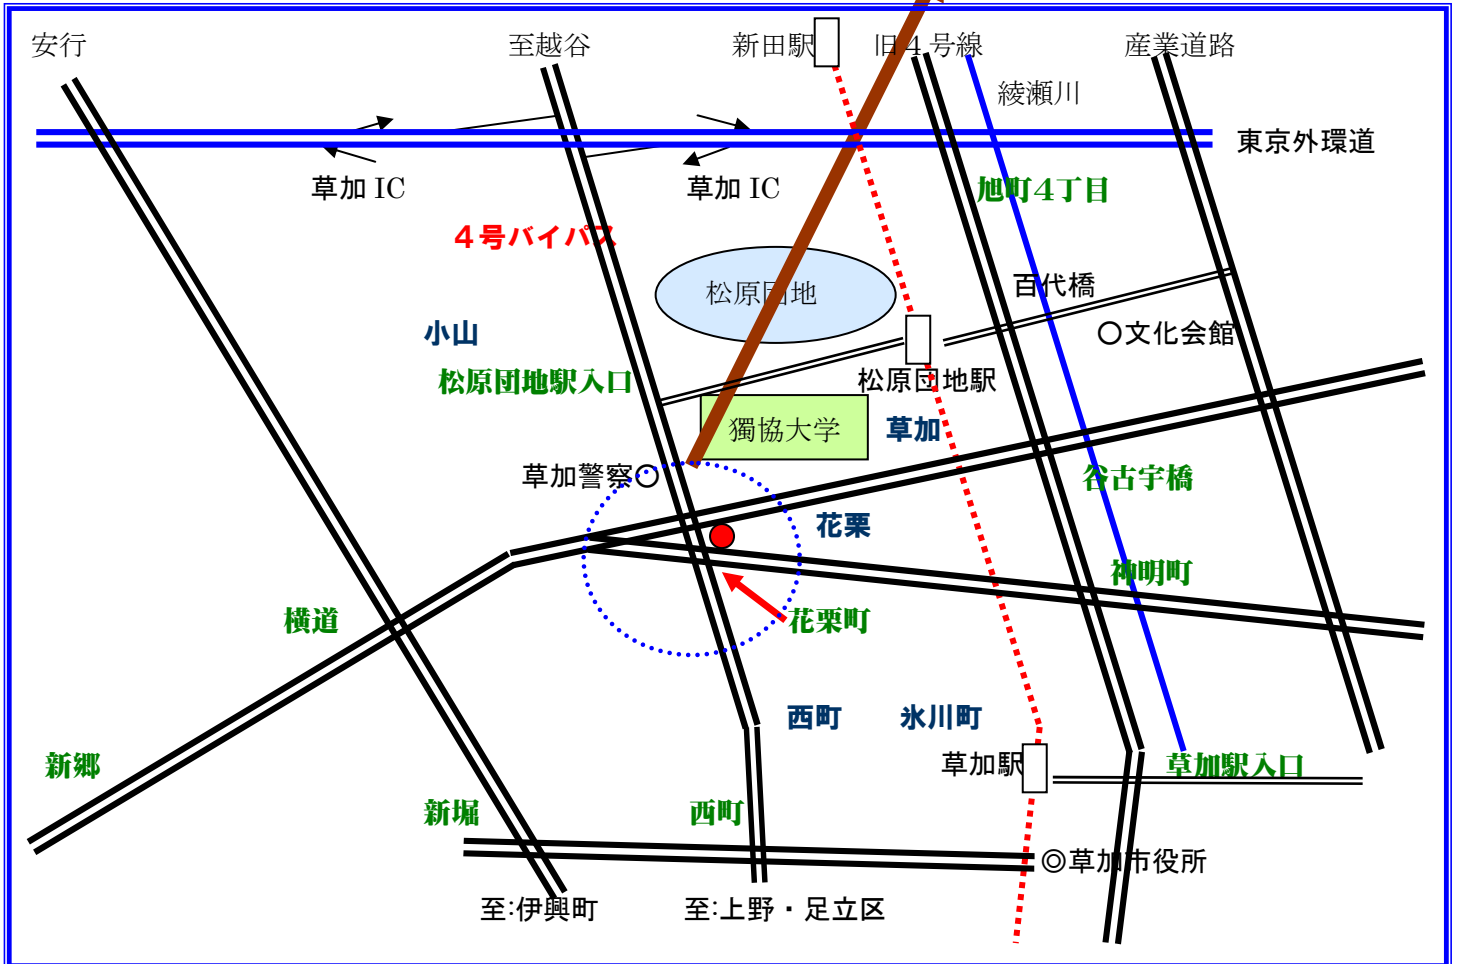 安行
至越谷
新田駅
旧４号線
産業道路
綾瀬川
東京外環道
草加 IC
草加 IC
旭町4丁目
４号バイパス
松原団地
百代橋
小山
〇文化会館
松原団地駅入口
松原団地駅
獨協大学
草加
草加警察〇
谷古宇橋
花栗
神明町
横道
花栗町
西町
氷川町
新郷
草加駅
草加駅入口
新堀
西町
◎草加市役所
至:伊興町
至:上野・足立区